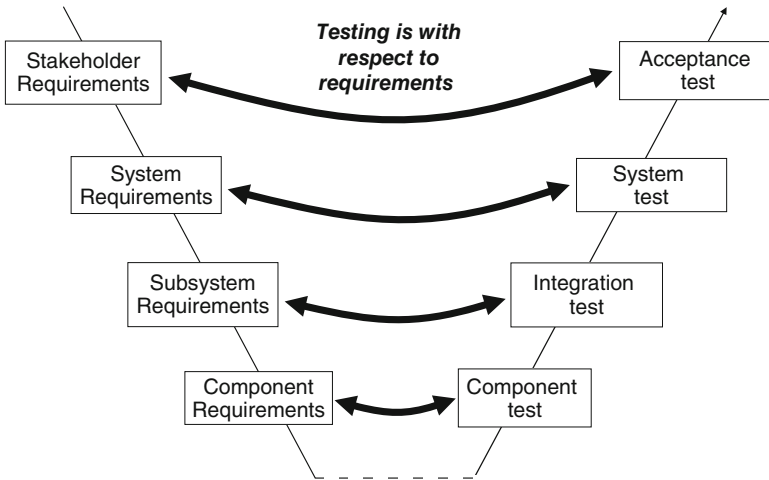 Testing is with
respect to
requirements
Stakeholder
Requirements
Acceptance
test
System
Requirements
System
test
Subsystem
Requirements
Integration
test
Component
Requirements
Component
test